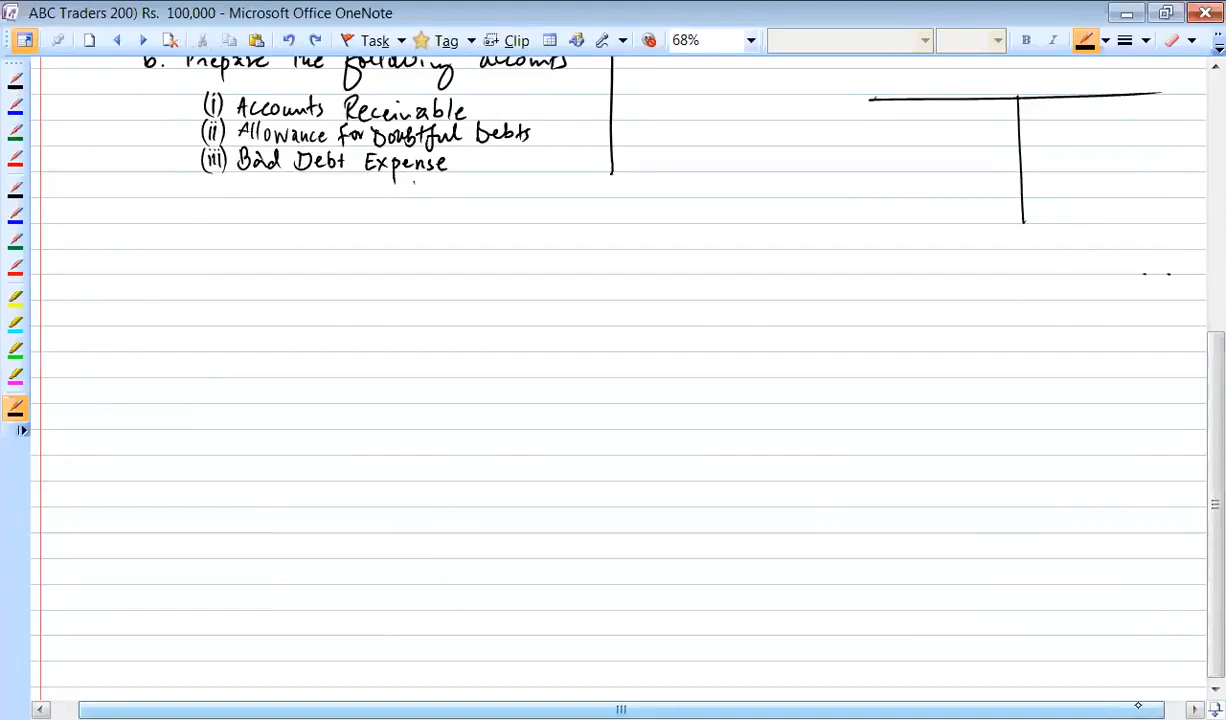 ABC Traders 200) Rs. 100,000 - Microsoft Office OneNote
Task Tag Clip 68% B I
b. Prepare the following accounts
(i) Accounts Receivable
(ii) Allowance for Doubtful Debts
(iii) Bad Debt Expense